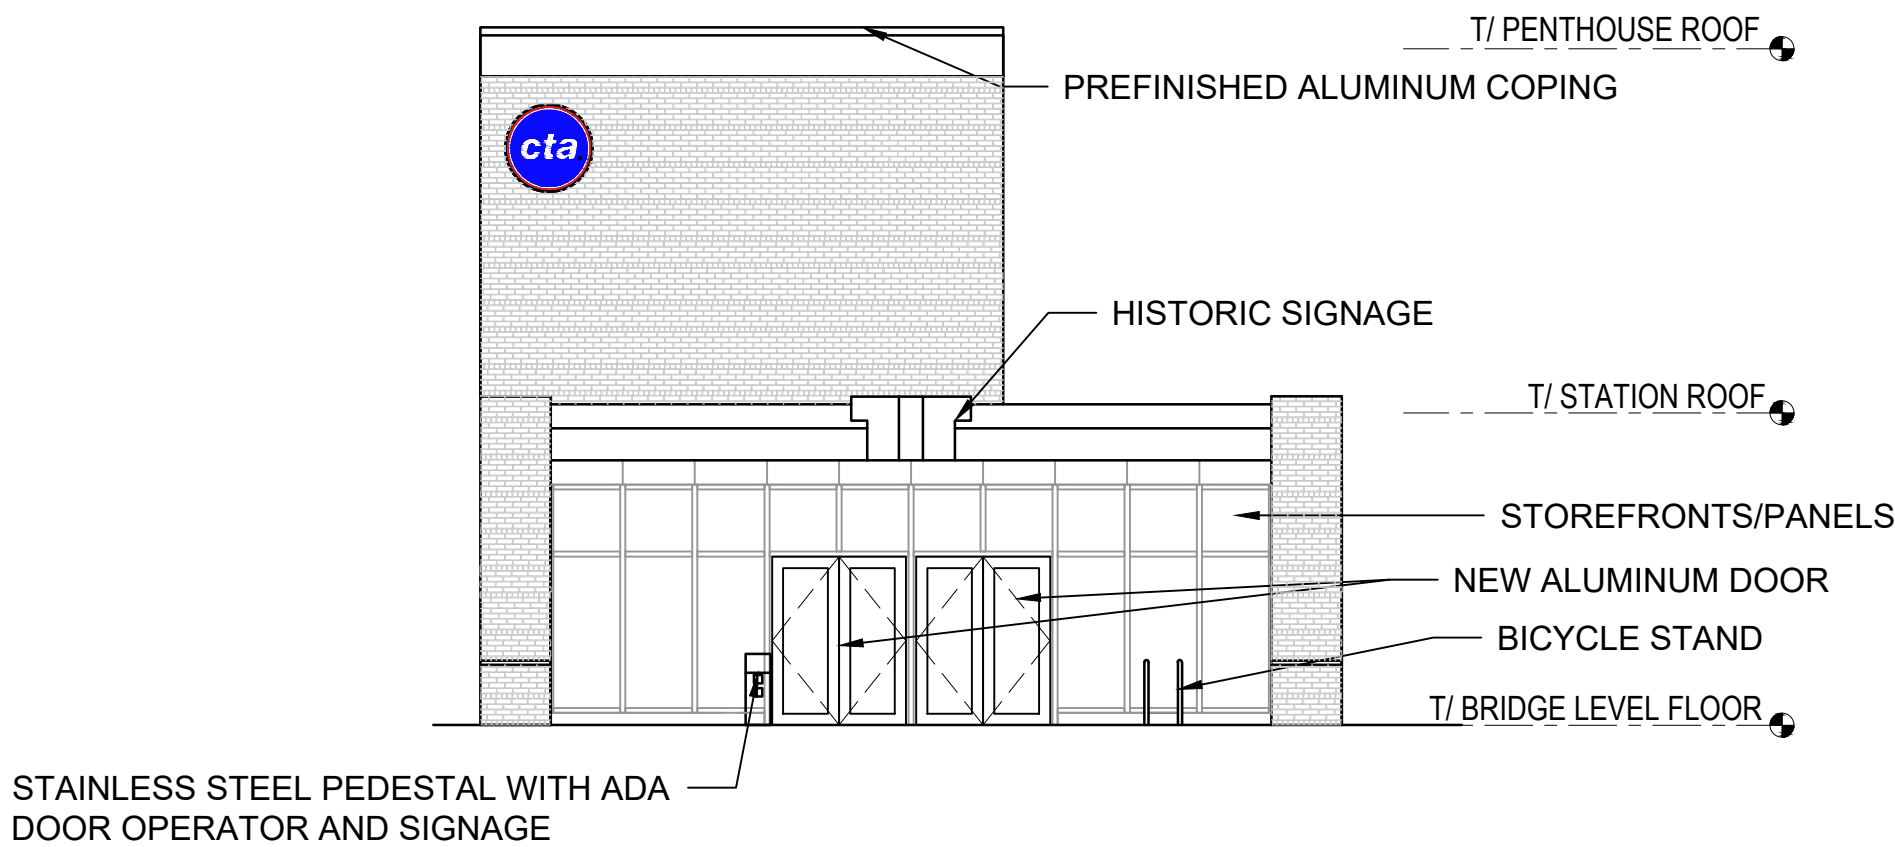 T/ PENTHOUSE ROOF
PREFINISHED ALUMINUM COPING
cta
HISTORIC SIGNAGE
T/ STATION ROOF
STOREFRONTS/PANELS
NEW ALUMINUM DOOR
BICYCLE STAND
T/ BRIDGE LEVEL FLOOR
STAINLESS STEEL PEDESTAL WITH ADA
DOOR OPERATOR AND SIGNAGE